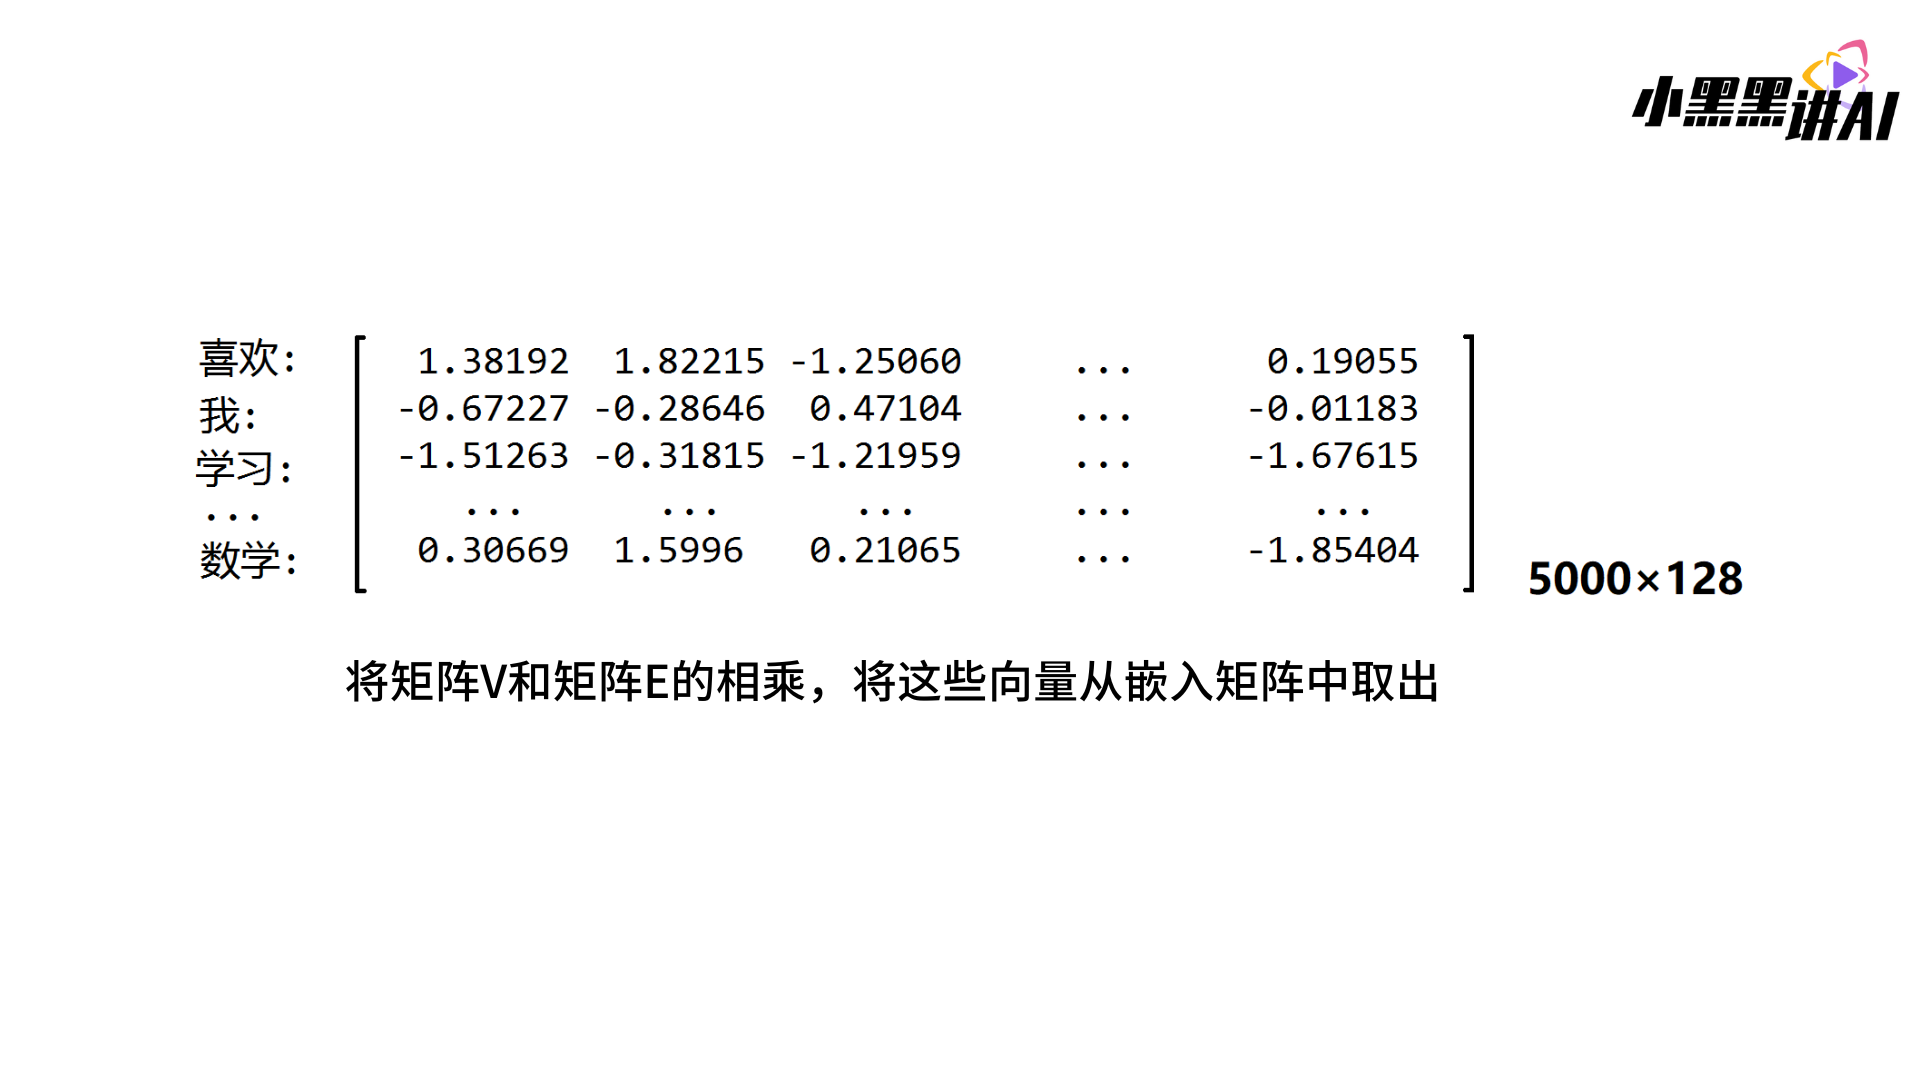 小黑黑讲AI
喜欢: 1.38192 1.82215 -1.25060 ... 0.19055
我: -0.67227 -0.28646 0.47104 ... -0.01183
学习: -1.51263 -0.31815 -1.21959 ... -1.67615
... ... ... ... ... ...
数学: 0.30669 1.5996 0.21065 ... -1.85404
5000×128
将矩阵V和矩阵E的相乘，将这些向量从嵌入矩阵中取出